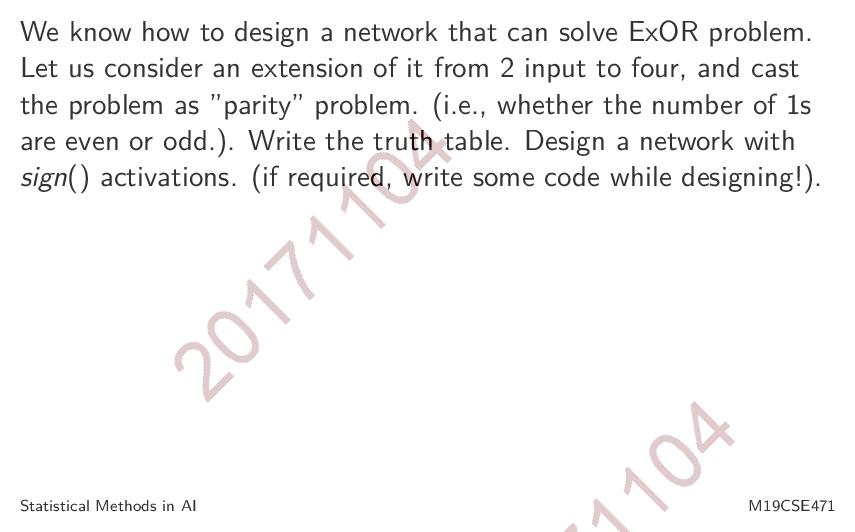 We know how to design a network that can solve ExOR problem.
Let us consider an extension of it from 2 input to four, and cast
the problem as ”parity” problem. (i.e., whether the number of 1s
are even or odd.). Write the truth table. Design a network with
sign() activations. (if required, write some code while designing!).
20171104
71104
Statistical Methods in AI
M19CSE471